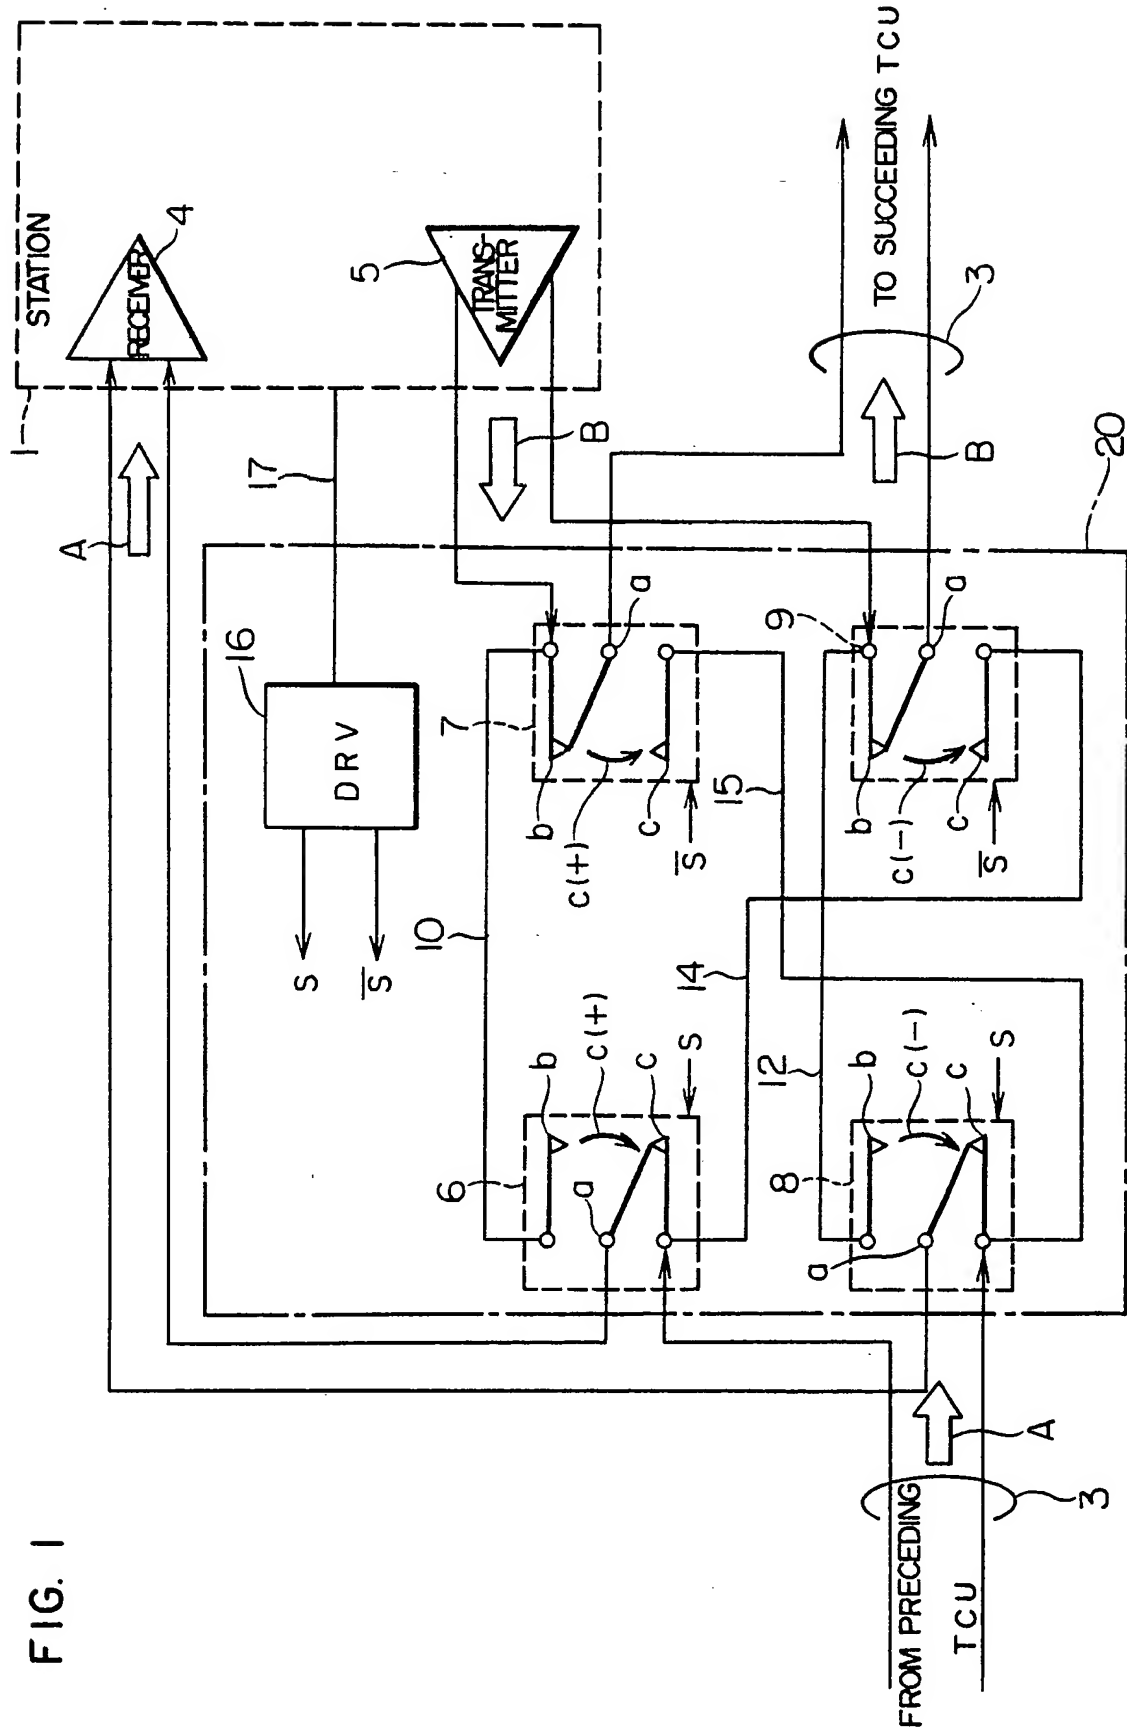 FIG. 1
STATION
1
RECEIVER
4
5
TRANS-
MITTER
A
17
B
16
DRV
S
S̅
20
TO SUCCEEDING TCU
3
B
10
7
b
a
c(+)
c
S̅
15
9
b
a
c(-)
c
S̅
14
12
6
b
a
c(+)
c
S
8
b
a
c(-)
c
S
A
3
FROM PRECEDING
TCU